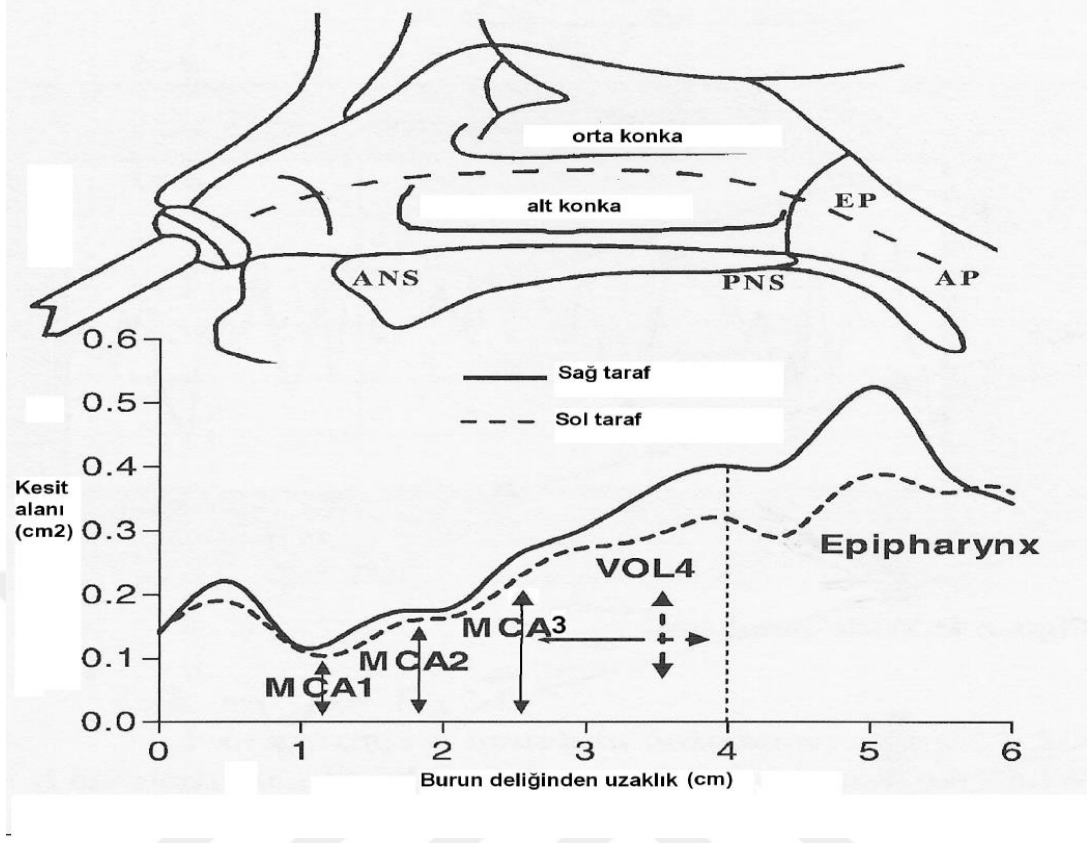 orta konka
alt konka
EP
ANS
PNS
AP
0.6
Sağ taraf
0.5
Sol taraf
0.4
Kesit
alanı
(cm2)
0.3
Epipharynx
VOL4
0.2
MCA3
MCA2
0.1
MCA1
0.0
0 1 2 3 4 5 6
Burun deliğinden uzaklık (cm)